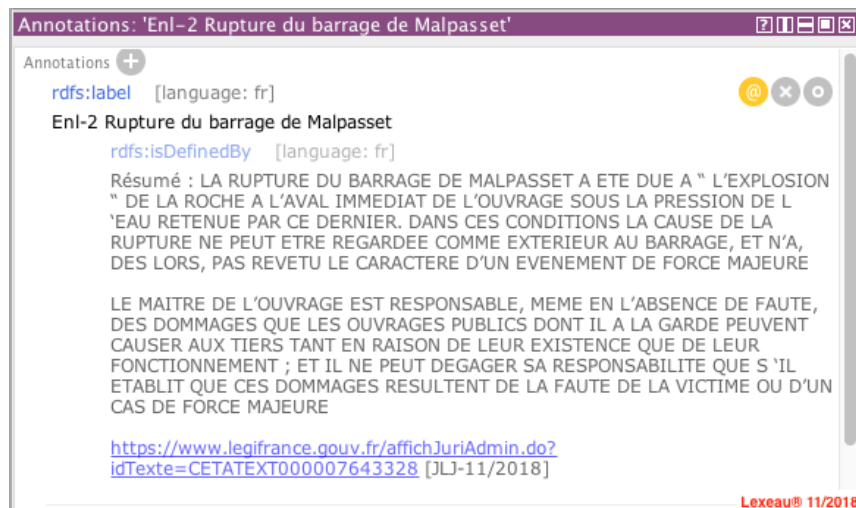 Annotations: 'Enl-2 Rupture du barrage de Malpasset'
Annotations
rdfs:label [language: fr]
Enl-2 Rupture du barrage de Malpasset
rdfs:isDefinedBy [language: fr]
Résumé : LA RUPTURE DU BARRAGE DE MALPASSET A ETE DUE A “ L’EXPLOSION
“ DE LA ROCHE A L’AVAL IMMEDIAT DE L’OUVRAGE SOUS LA PRESSION DE L
‘EAU RETENUE PAR CE DERNIER. DANS CES CONDITIONS LA CAUSE DE LA
RUPTURE NE PEUT ETRE REGARDEE COMME EXTERIEUR AU BARRAGE, ET N’A,
DES LORS, PAS REVETU LE CARACTERE D’UN EVENEMENT DE FORCE MAJEURE
LE MAITRE DE L’OUVRAGE EST RESPONSABLE, MEME EN L’ABSENCE DE FAUTE,
DES DOMMAGES QUE LES OUVRAGES PUBLICS DONT IL A LA GARDE PEUVENT
CAUSER AUX TIERS TANT EN RAISON DE LEUR EXISTENCE QUE DE LEUR
FONCTIONNEMENT ; ET IL NE PEUT DEGAGER SA RESPONSABILITE QUE S ‘IL
ETABLIT QUE CES DOMMAGES RESULTENT DE LA FAUTE DE LA VICTIME OU D’UN
CAS DE FORCE MAJEURE
https://www.legifrance.gouv.fr/affichJuriAdmin.do?
idTexte=CETATEXT000007643328 [JLJ-11/2018]
Lexeau® 11/2018